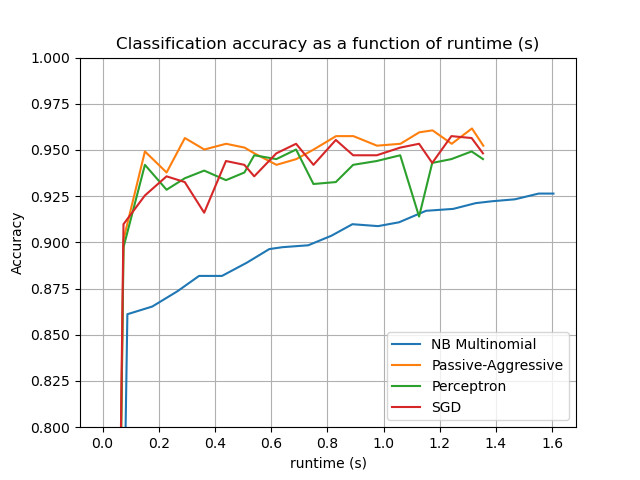 Classification accuracy as a function of runtime (s)
1.000
0.975
0.950
0.925
0.900
0.875
0.850
0.825
0.800
Accuracy
NB Multinomial
Passive-Aggressive
Perceptron
SGD
0.0 0.2 0.4 0.6 0.8 1.0 1.2 1.4 1.6
runtime (s)